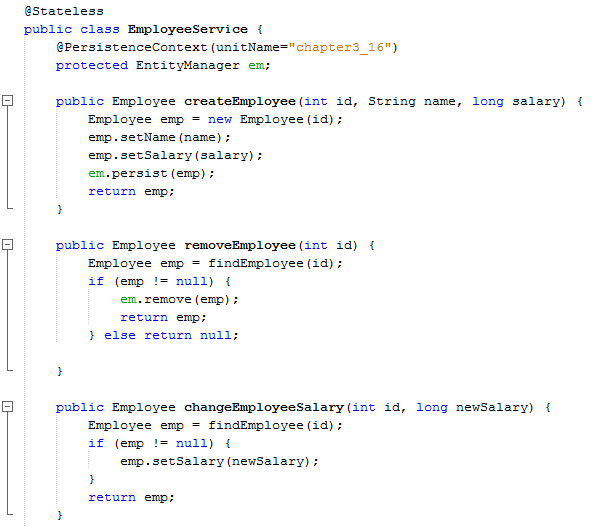 @Stateless
public class EmployeeService {
@PersistenceContext(unitName="chapter3_16")
protected EntityManager em;
public Employee createEmployee(int id, String name, long salary) {
Employee emp = new Employee(id);
emp.setName(name);
emp.setSalary(salary);
em.persist(emp);
return emp;
}
public Employee removeEmployee(int id) {
Employee emp = findEmployee(id);
if (emp != null) {
em.remove(emp);
return emp;
} else return null;
}
public Employee changeEmployeeSalary(int id, long newSalary) {
Employee emp = findEmployee(id);
if (emp != null) {
emp.setSalary(newSalary);
}
return emp;
}